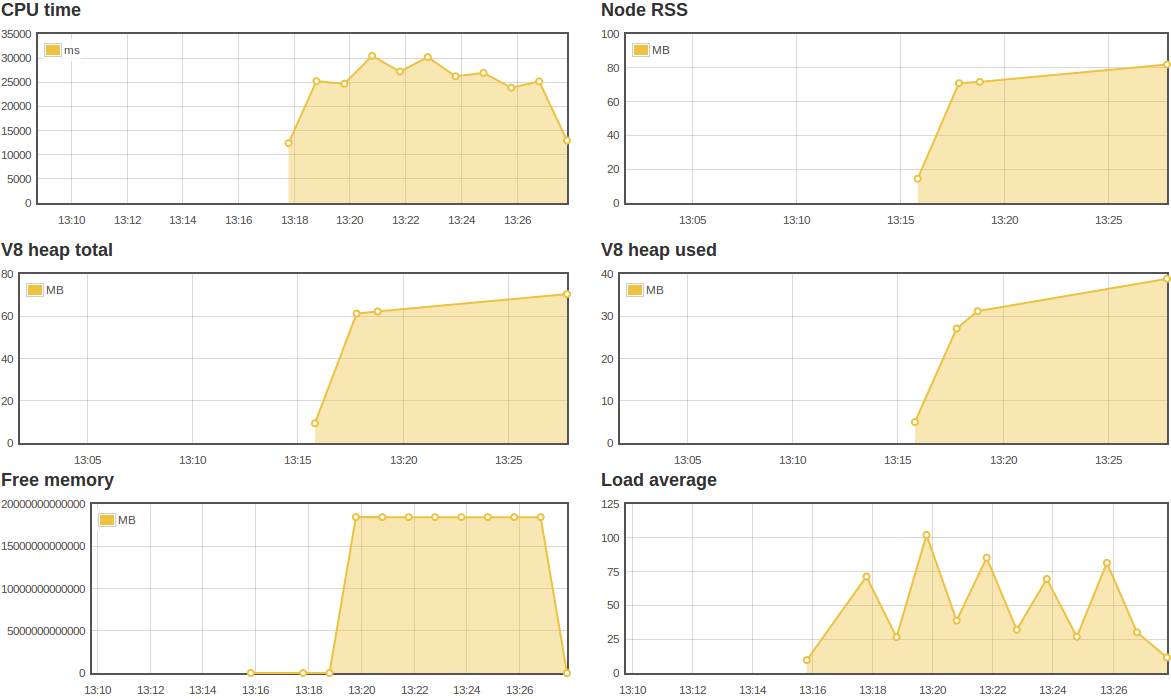 CPU time
35000
ms
30000
25000
20000
15000
10000
5000
0
13:10 13:12 13:14 13:16 13:18 13:20 13:22 13:24 13:26
Node RSS
100
MB
80
60
40
20
0
13:05 13:10 13:15 13:20 13:25
V8 heap total
80
MB
60
40
20
0
13:05 13:10 13:15 13:20 13:25
V8 heap used
40
MB
30
20
10
0
13:05 13:10 13:15 13:20 13:25
Free memory
20000000000000
MB
15000000000000
10000000000000
5000000000000
0
13:10 13:12 13:14 13:16 13:18 13:20 13:22 13:24 13:26
Load average
125
100
75
50
25
0
13:10 13:12 13:14 13:16 13:18 13:20 13:22 13:24 13:26